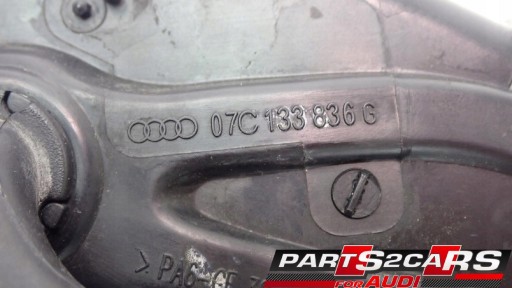 07C 133 836 G
PARTS2CARS
FOR AUDI